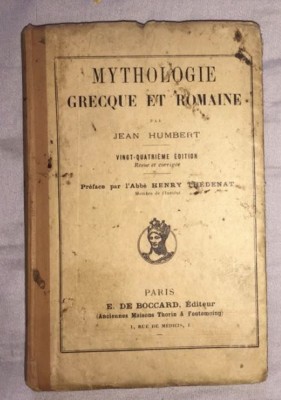 MYTHOLOGIE
GRECQUE ET ROMAINE
PAR
JEAN HUMBERT
VINGT-QUATRIÈME ÉDITION
Revue et corrigée
Préface par l'Abbé HENRY THÉDENAT
Membre de l'Institut
PARIS
E. DE BOCCARD, Éditeur
(Anciennes Maisons Thorin & Fontemoing)
1, RUE DE MÉDICIS, 1